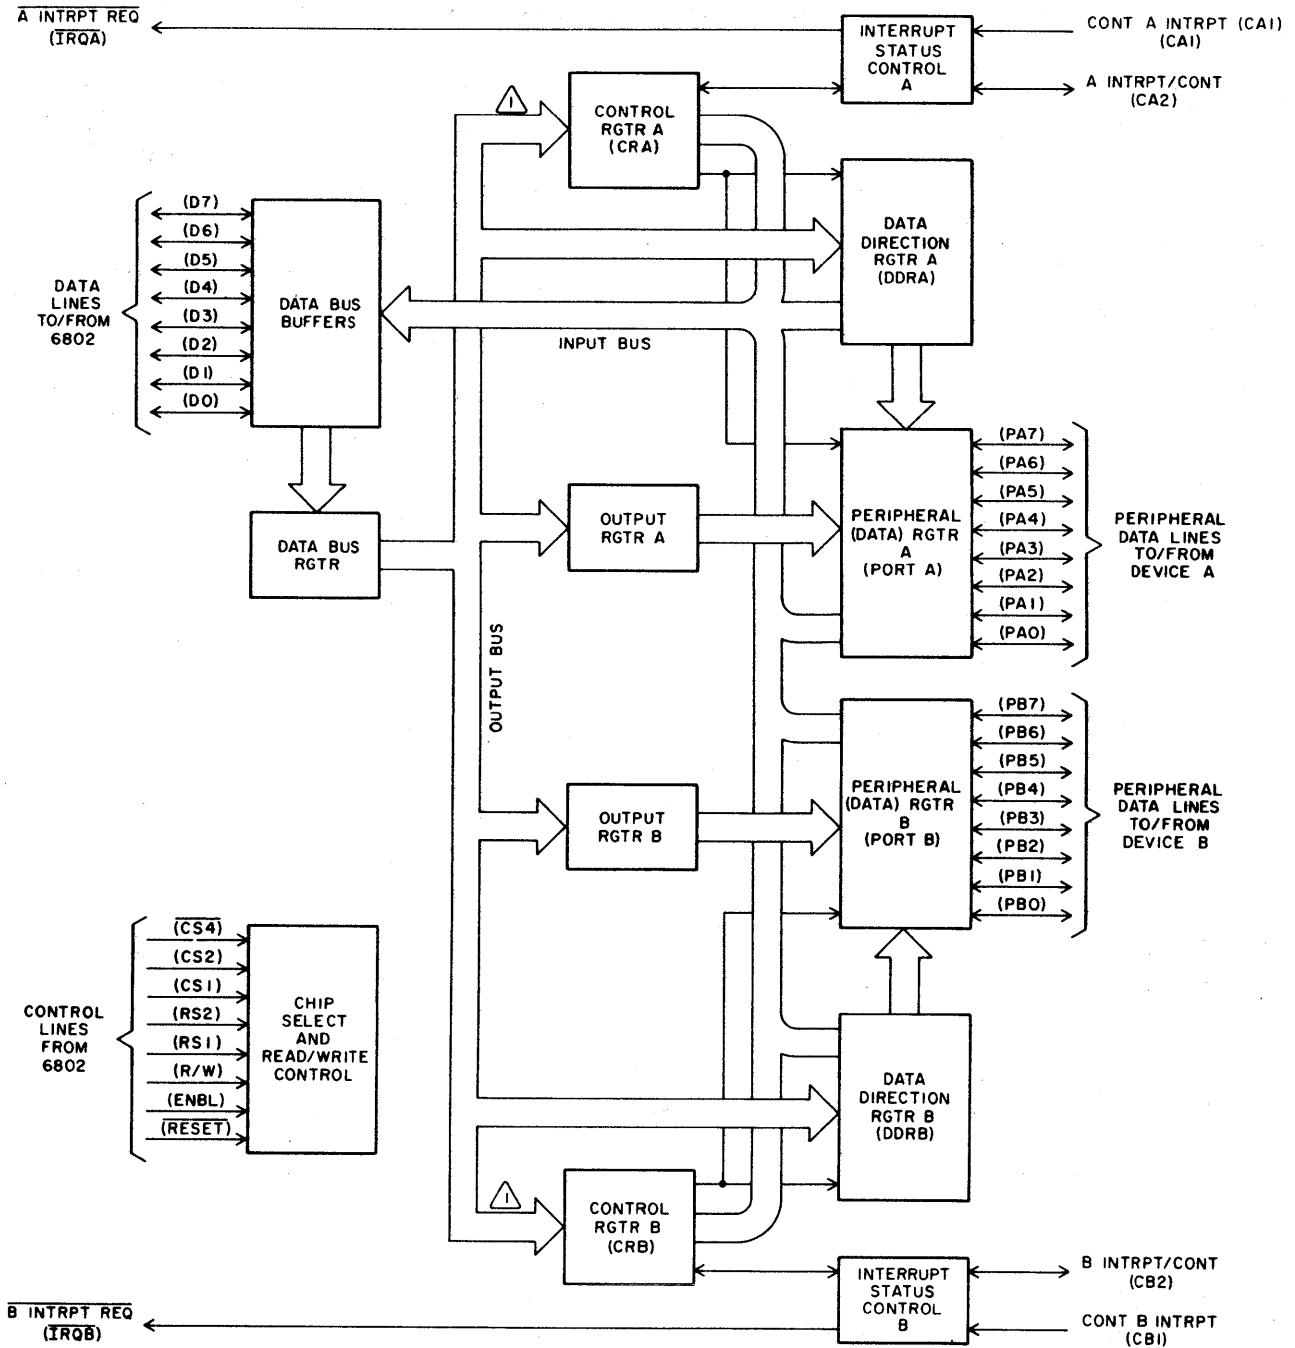 A INTRPT REQ
(IRQA)
INTERRUPT
STATUS
CONTROL
A
CONT A INTRPT (CA1)
(CA1)
A INTRPT/CONT
(CA2)
1
CONTROL
RGTR A
(CRA)
DATA
DIRECTION
RGTR A
(DDRA)
DATA
LINES
TO/FROM
6802
(D7)
(D6)
(D5)
(D4)
(D3)
(D2)
(D1)
(D0)
DATA BUS
BUFFERS
INPUT BUS
DATA BUS
RGTR
OUTPUT
RGTR A
PERIPHERAL
(DATA) RGTR
A
(PORT A)
(PA7)
(PA6)
(PA5)
(PA4)
(PA3)
(PA2)
(PA1)
(PA0)
PERIPHERAL
DATA LINES
TO/FROM
DEVICE A
OUTPUT BUS
OUTPUT
RGTR B
PERIPHERAL
(DATA) RGTR
B
(PORT B)
(PB7)
(PB6)
(PB5)
(PB4)
(PB3)
(PB2)
(PB1)
(PB0)
PERIPHERAL
DATA LINES
TO/FROM
DEVICE B
CONTROL
LINES
FROM
6802
(CS4)
(CS2)
(CS1)
(RS2)
(RS1)
(R/W)
(ENBL)
(RESET)
CHIP
SELECT
AND
READ/WRITE
CONTROL
DATA
DIRECTION
RGTR B
(DDRB)
1
CONTROL
RGTR B
(CRB)
INTERRUPT
STATUS
CONTROL
B
B INTRPT/CONT
(CB2)
CONT B INTRPT
(CB1)
B INTRPT REQ
(IRQB)